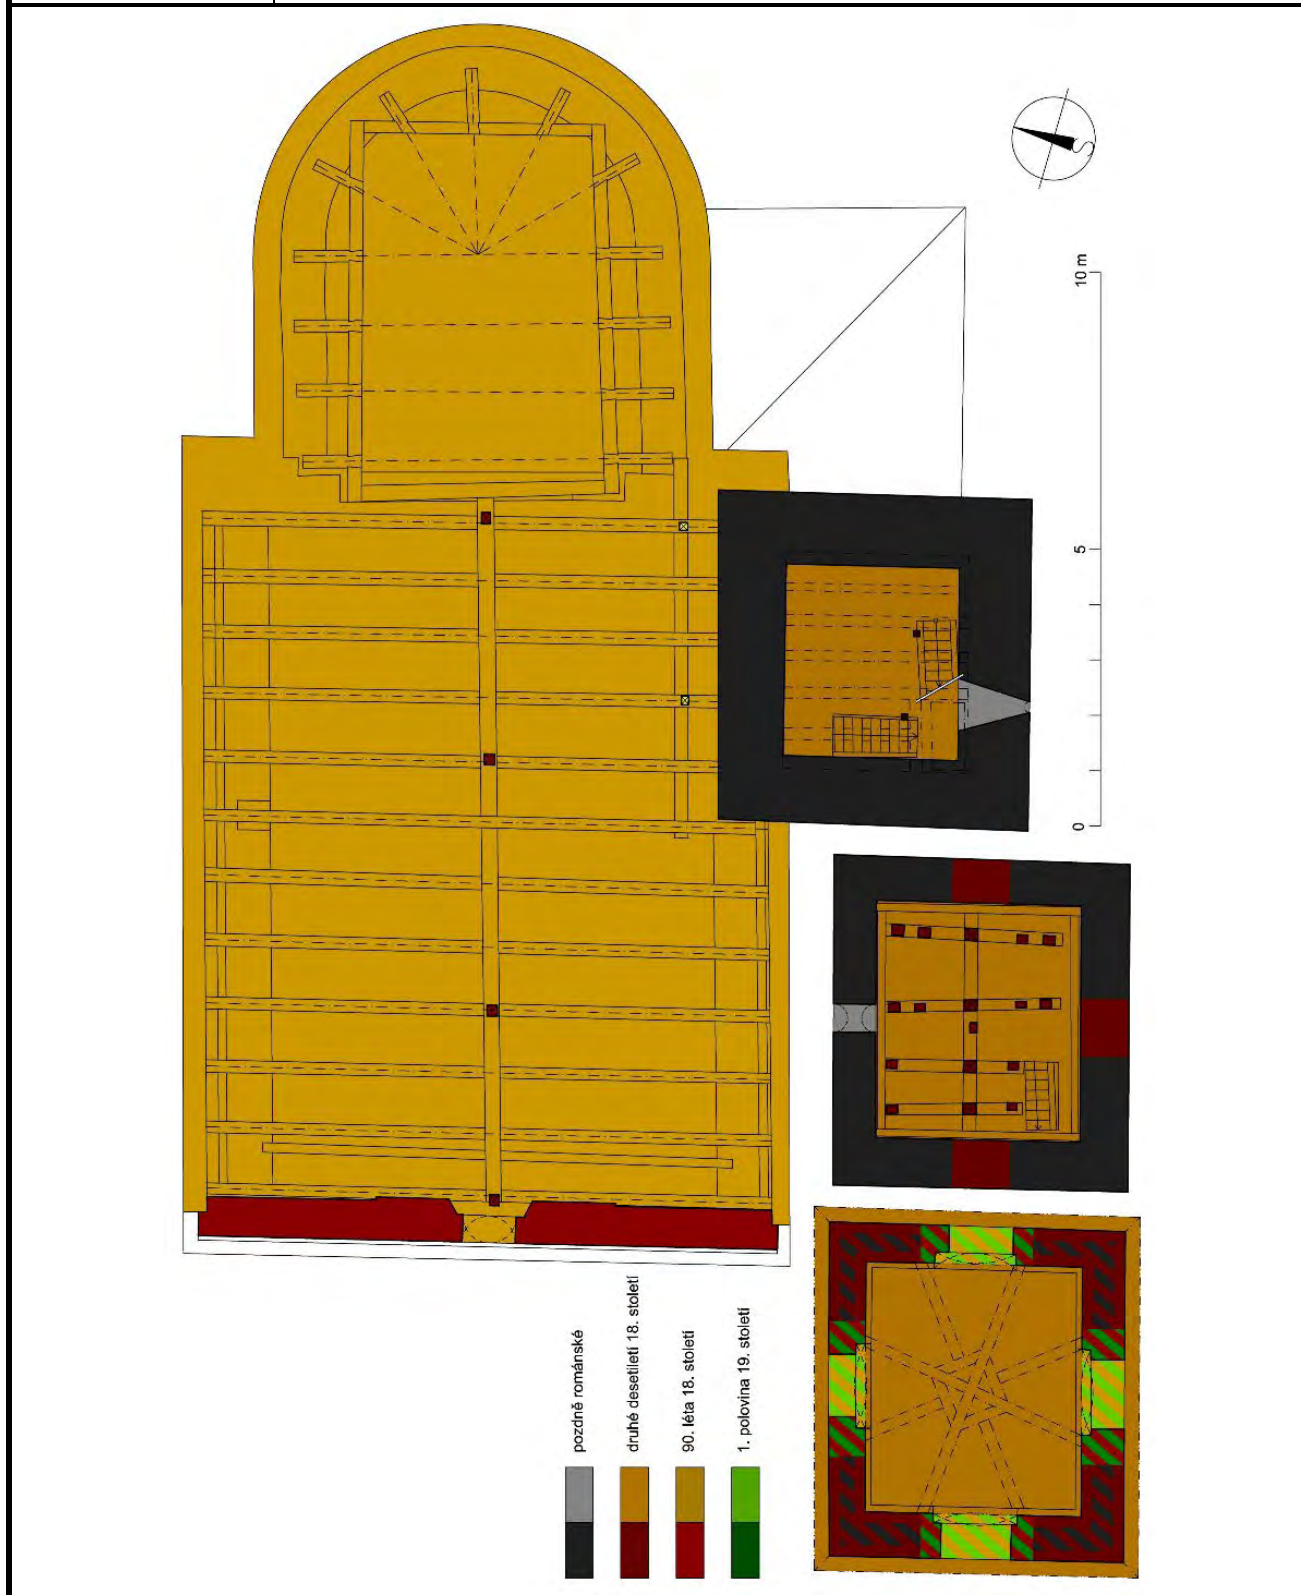 S
10 m
5
0
pozdně románské
druhé desetiletí 18. století
90. léta 18. století
1. polovina 19. století